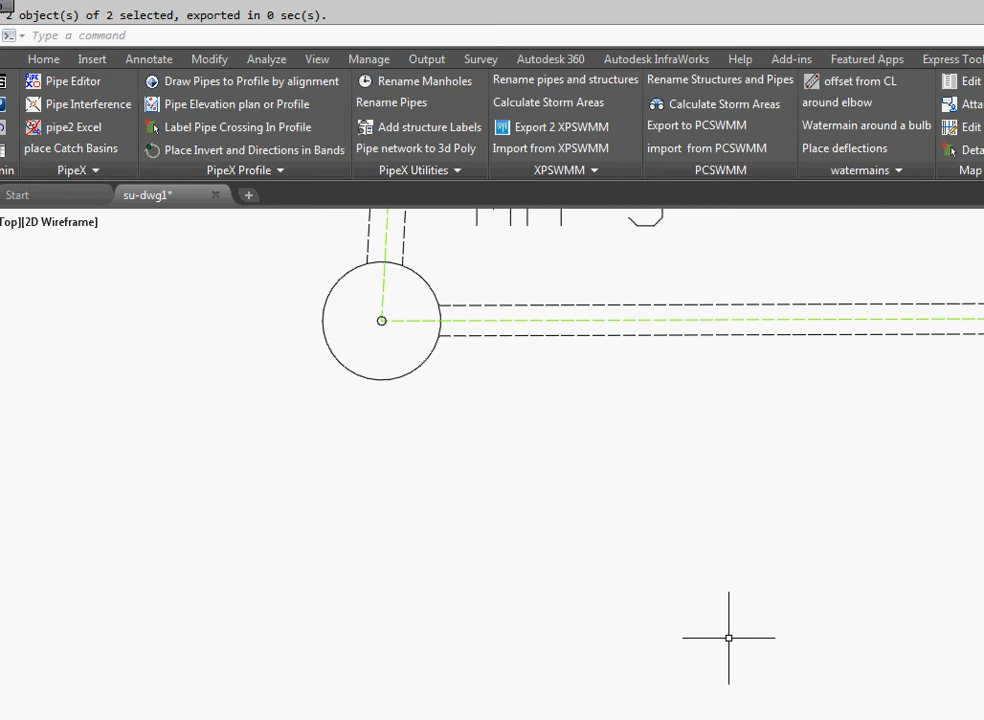 2 object(s) of 2 selected, exported in 0 sec(s).
Type a command
Home Insert Annotate Modify Analyze View Manage Output Survey Autodesk 360 Autodesk InfraWorks Help Add-ins Featured Apps Express Tool
Pipe Editor Draw Pipes to Profile by alignment Rename Manholes Rename pipes and structures Rename Structures and Pipes offset from CL Edit
Pipe Interference Pipe Elevation plan or Profile Rename Pipes Calculate Storm Areas Calculate Storm Areas around elbow Atta
pipe2 Excel Label Pipe Crossing In Profile Add structure Labels Export 2 XPSWMM Export to PCSWMM Watermain around a bulb Edit
place Catch Basins Place Invert and Directions in Bands Pipe network to 3d Poly Import from XPSWMM import from PCSWMM Place deflections Deta
min PipeX PipeX Profile PipeX Utilities XPSWMM PCSWMM watermains Map
Start su-dwg1*
Top][2D Wireframe]